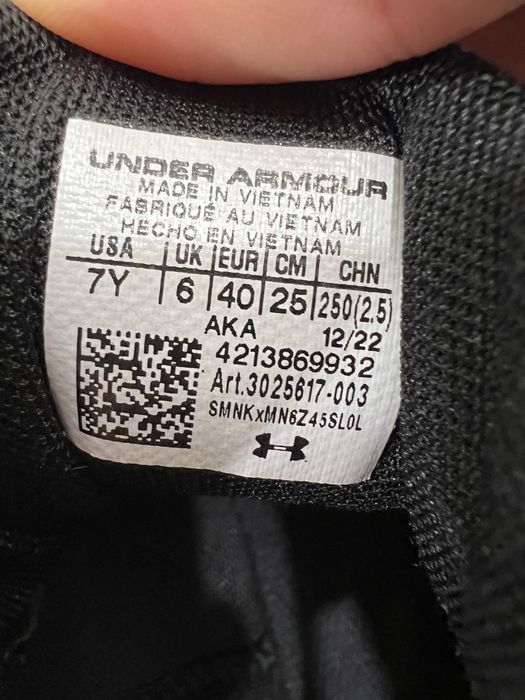 UNDER ARMOUR
MADE IN VIETNAM
FABRIQUÉ AU VIETNAM
HECHO EN VIETNAM
USA UK EUR CM CHN
7Y 6 40 25 250(2.5)
AKA 12/22
4213869932
Art.3025617-003
SMNKxMN6Z45SL0L